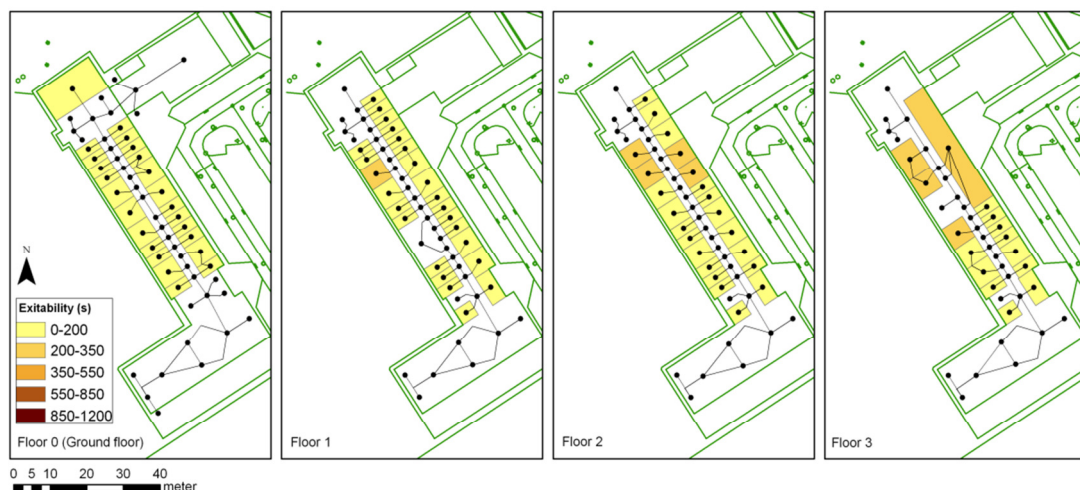 N
Exitability (s)
0-200
200-350
350-550
550-850
850-1200
Floor 0 (Ground floor)
Floor 1
Floor 2
Floor 3
0 5 10 20 30 40
meter